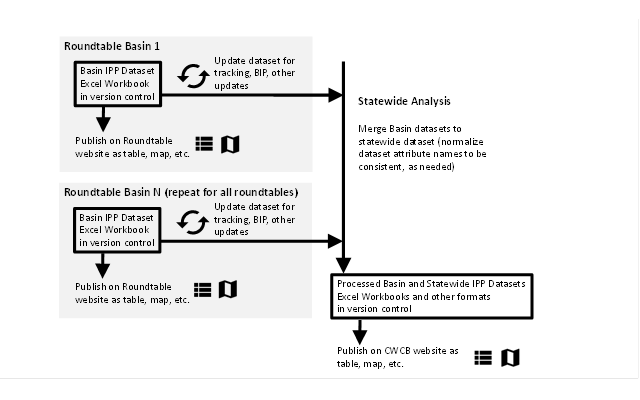 Roundtable Basin 1
Basin IPP Dataset
Excel Workbook
in version control
Update dataset for
tracking, BIP, other
updates
Publish on Roundtable
website as table, map, etc.
Statewide Analysis
Merge Basin datasets to
statewide dataset (normalize
dataset attribute names to be
consistent, as needed)
Roundtable Basin N (repeat for all roundtables)
Basin IPP Dataset
Excel Workbook
in version control
Update dataset for
tracking, BIP, other
updates
Publish on Roundtable
website as table, map, etc.
Processed Basin and Statewide IPP Datasets
Excel Workbooks and other formats
in version control
Publish on CWCB website as
table, map, etc.